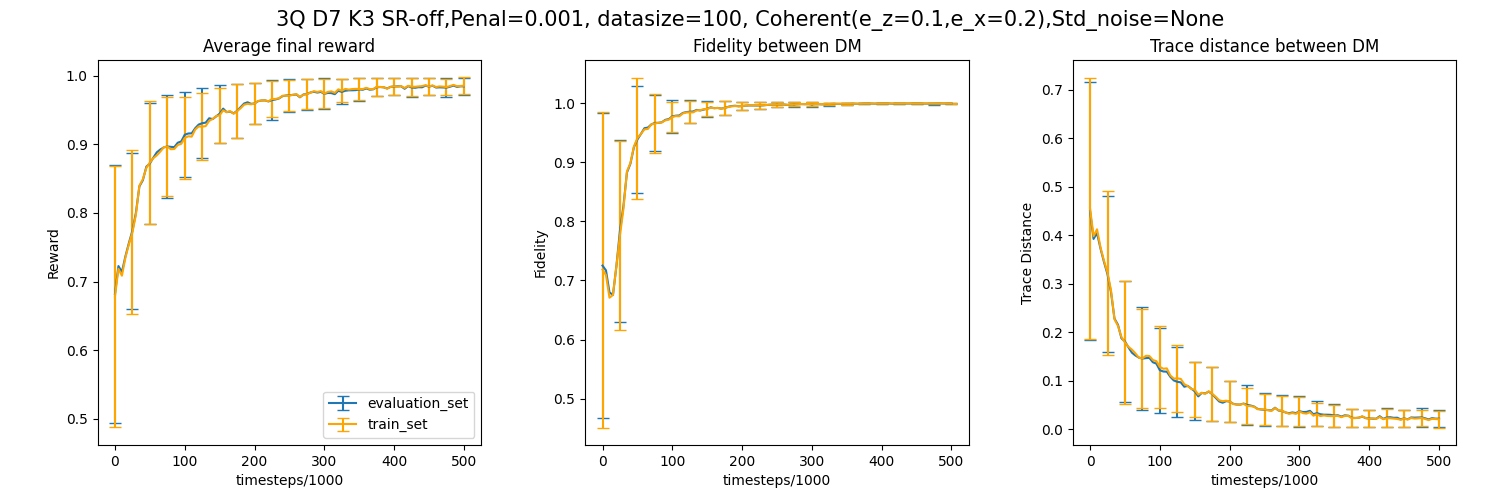 3Q D7 K3 SR-off,Penal=0.001, datasize=100, Coherent(e_z=0.1,e_x=0.2),Std_noise=None
Average final reward
Reward
1.0
0.9
0.8
0.7
0.6
0.5
0 100 200 300 400 500
timesteps/1000
evaluation_set
train_set
Fidelity between DM
Fidelity
1.0
0.9
0.8
0.7
0.6
0.5
0 100 200 300 400 500
timesteps/1000
Trace distance between DM
Trace Distance
0.7
0.6
0.5
0.4
0.3
0.2
0.1
0.0
0 100 200 300 400 500
timesteps/1000